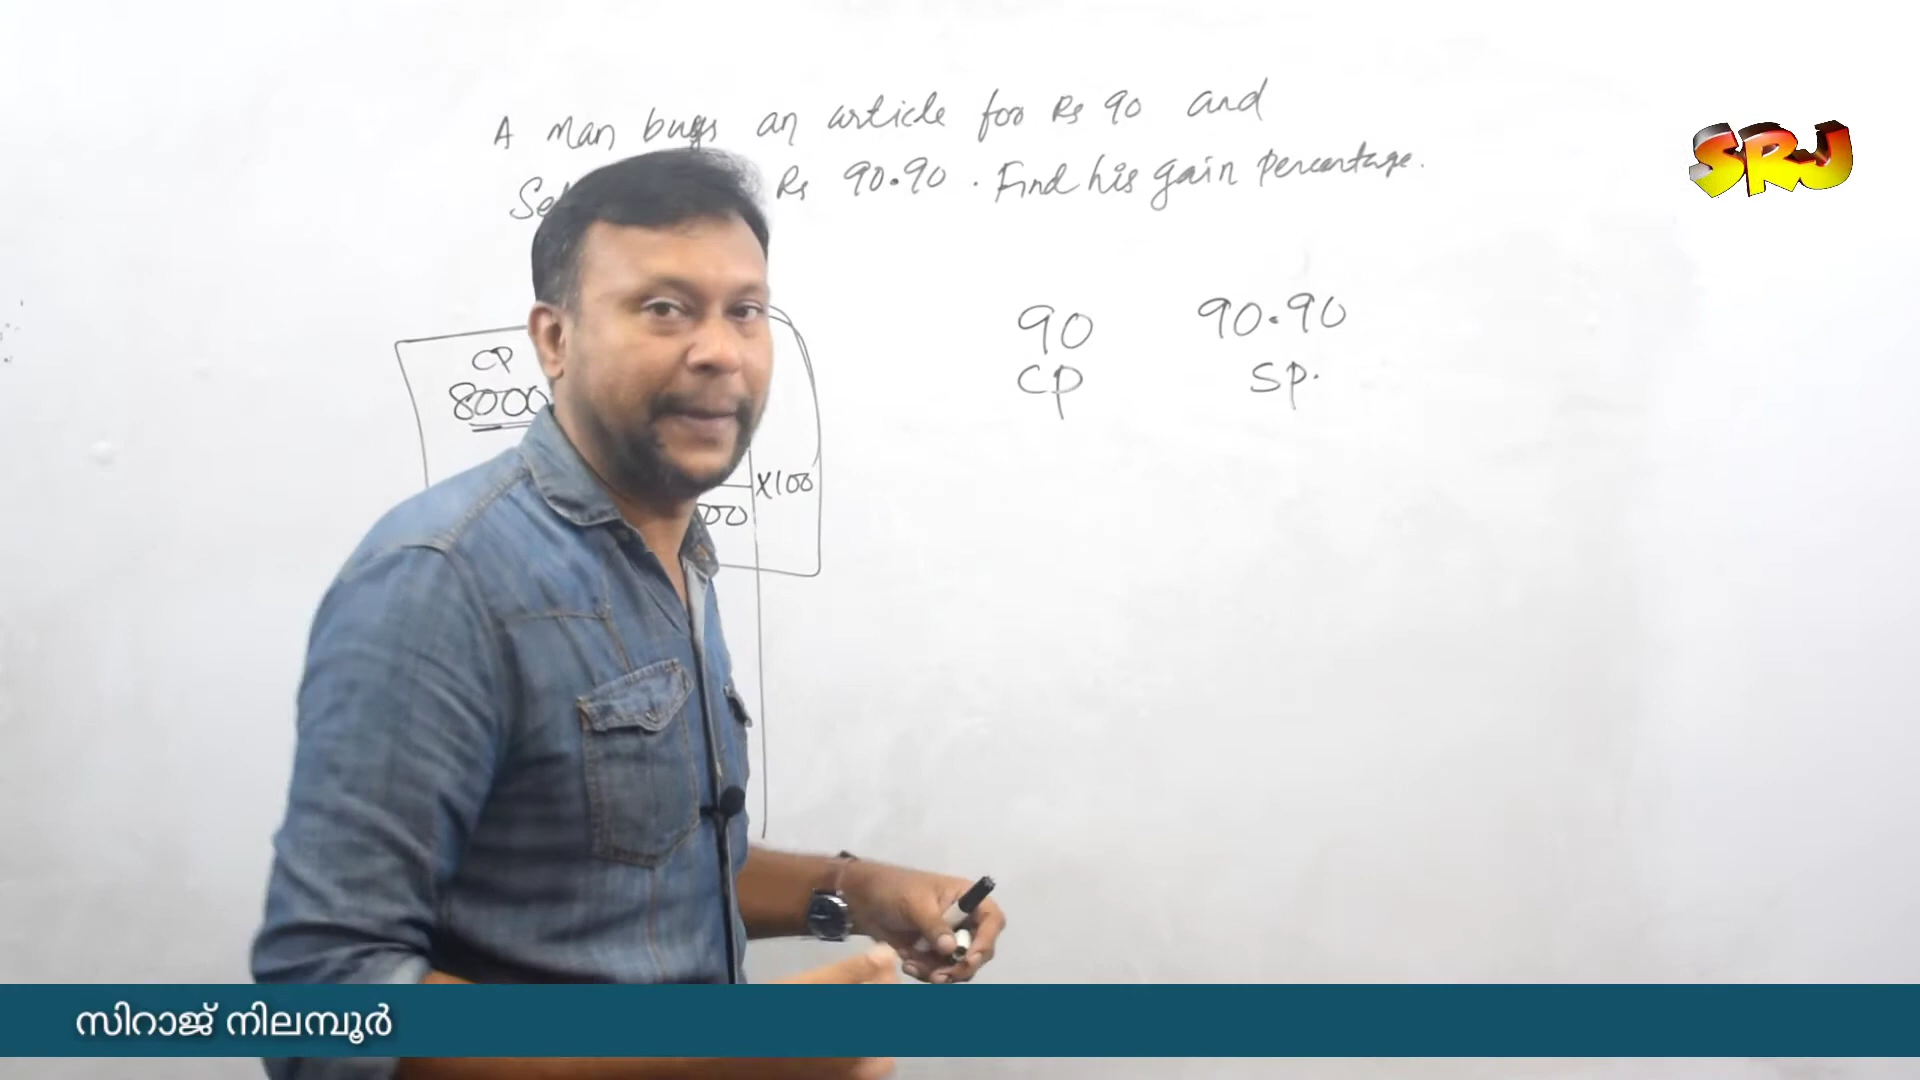 A man buys an article for Rs 90 and
Rs 90.90. Find his gain percentage.
SRJ
90 90.90
CP SP.
CP
8000
X100
00
സിറാജ് നിലമ്പൂർ